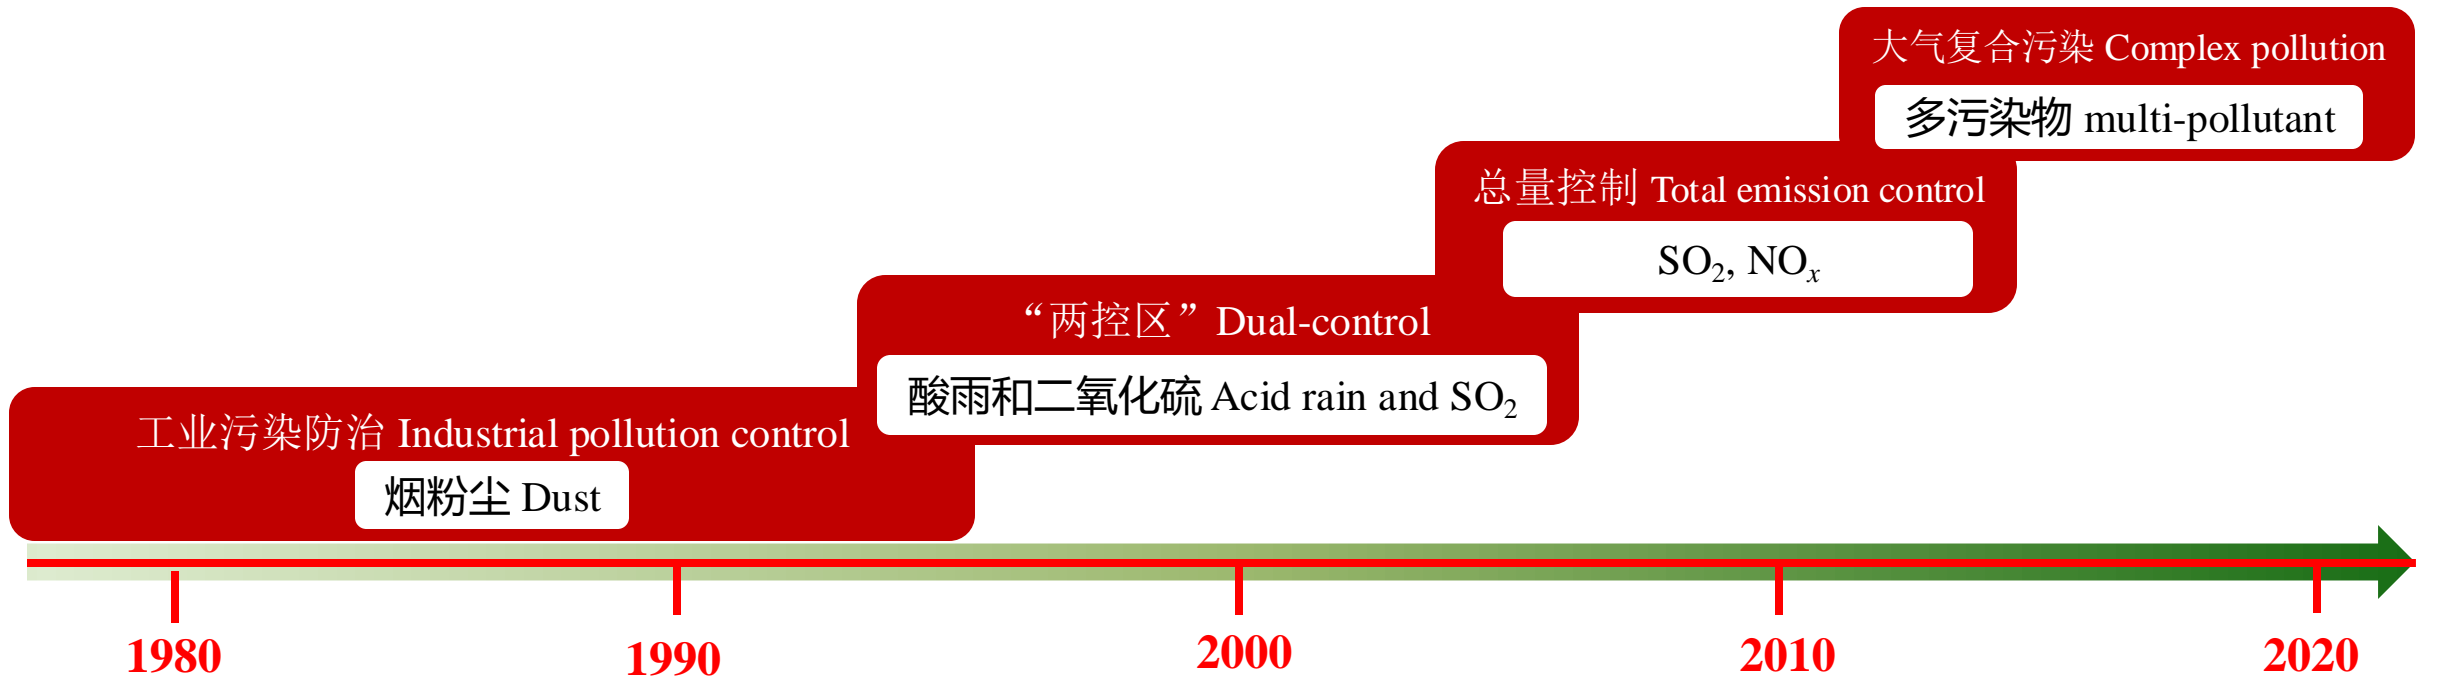 大气复合污染 Complex pollution
多污染物 multi-pollutant
总量控制 Total emission control
SO₂, NOₓ
“两控区” Dual-control
酸雨和二氧化硫 Acid rain and SO₂
工业污染防治 Industrial pollution control
烟粉尘 Dust
1980 1990 2000 2010 2020